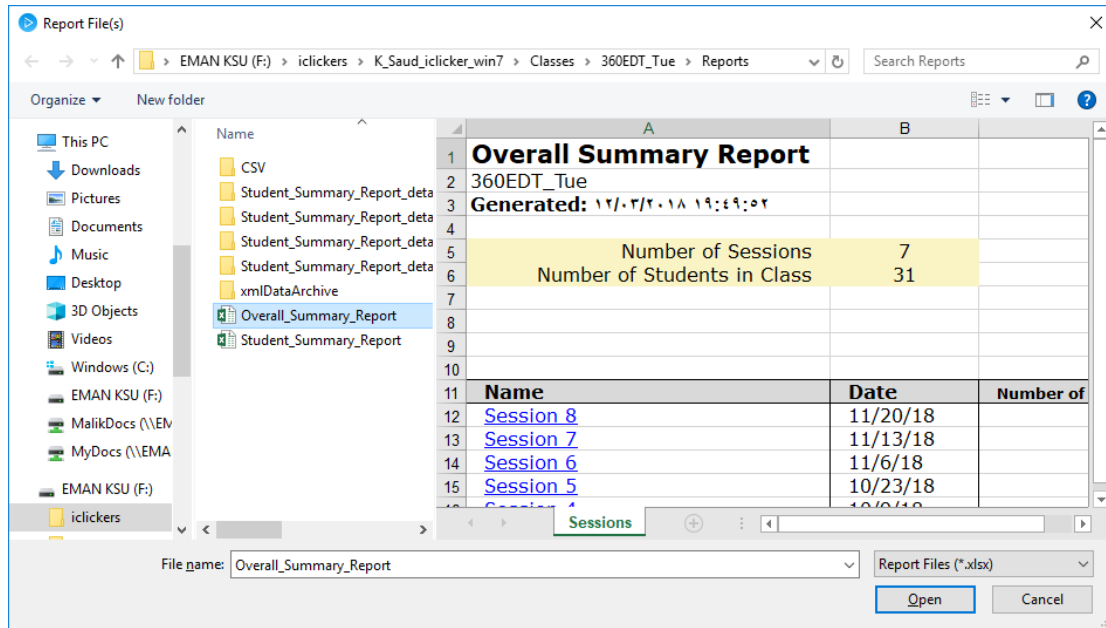 Report File(s)
EMAN KSU (F:) › iclickers › K_Saud_iclicker_win7 › Classes › 360EDT_Tue › Reports
Search Reports
Organize
New folder
This PC
Downloads
Pictures
Documents
Music
Desktop
3D Objects
Videos
Windows (C:)
EMAN KSU (F:)
MalikDocs (\\EM
MyDocs (\\EMA
EMAN KSU (F:)
iclickers
Name
CSV
Student_Summary_Report_deta
Student_Summary_Report_deta
Student_Summary_Report_deta
Student_Summary_Report_deta
xmlDataArchive
Overall_Summary_Report
Student_Summary_Report
A B
1 Overall Summary Report
2 360EDT_Tue
3 Generated: ١٢/٠٣/٢٠١٨ ١٩:٤٩:٥٢
4
5 Number of Sessions 7
6 Number of Students in Class 31
7
8
9
10
11 Name Date Number of
12 Session 8 11/20/18
13 Session 7 11/13/18
14 Session 6 11/6/18
15 Session 5 10/23/18
Sessions
File name: Overall_Summary_Report
Report Files (*.xlsx)
Open
Cancel